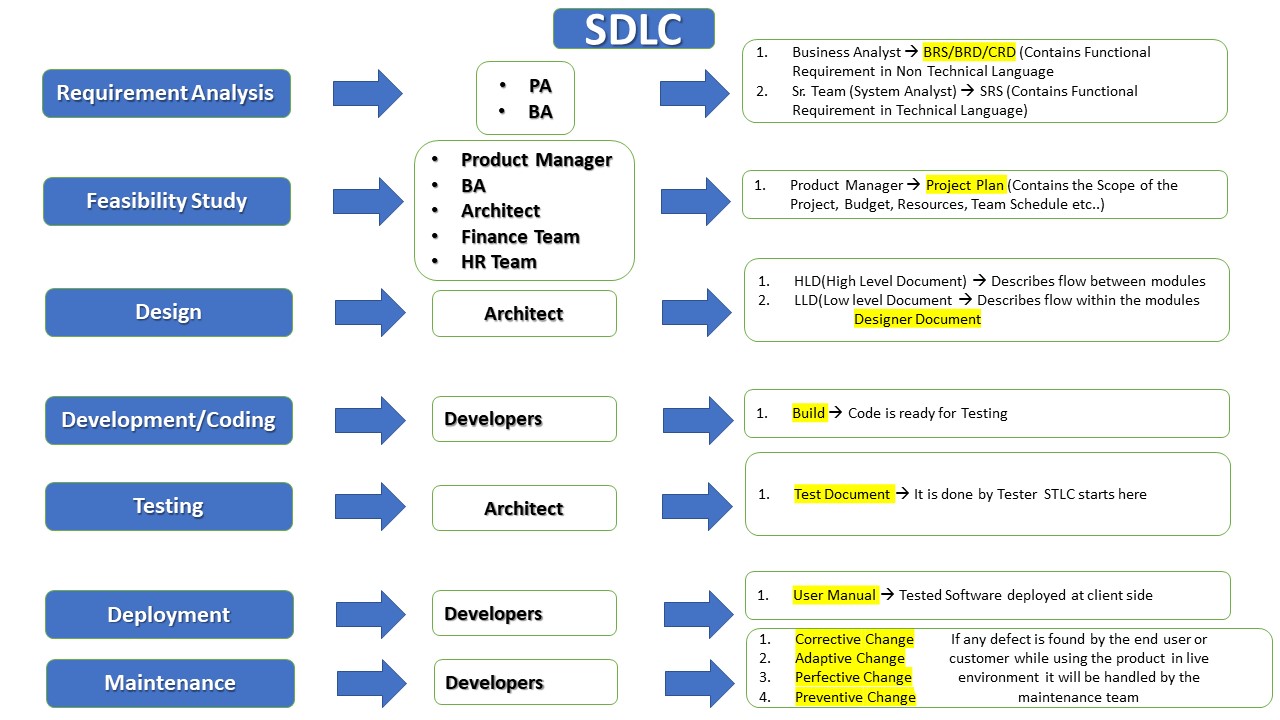 SDLC
Requirement Analysis
• PA
• BA
1. Business Analyst → BRS/BRD/CRD (Contains Functional
Requirement in Non Technical Language
2. Sr. Team (System Analyst) → SRS (Contains Functional
Requirement in Technical Language)
Feasibility Study
• Product Manager
• BA
• Architect
• Finance Team
• HR Team
1. Product Manager → Project Plan (Contains the Scope of the
Project, Budget, Resources, Team Schedule etc..)
Design
Architect
1. HLD(High Level Document) → Describes flow between modules
2. LLD(Low level Document → Describes flow within the modules
Designer Document
Development/Coding
Developers
1. Build → Code is ready for Testing
Testing
Architect
1. Test Document → It is done by Tester STLC starts here
Deployment
Developers
1. User Manual → Tested Software deployed at client side
Maintenance
Developers
1. Corrective Change
2. Adaptive Change
3. Perfective Change
4. Preventive Change
If any defect is found by the end user or
customer while using the product in live
environment it will be handled by the
maintenance team